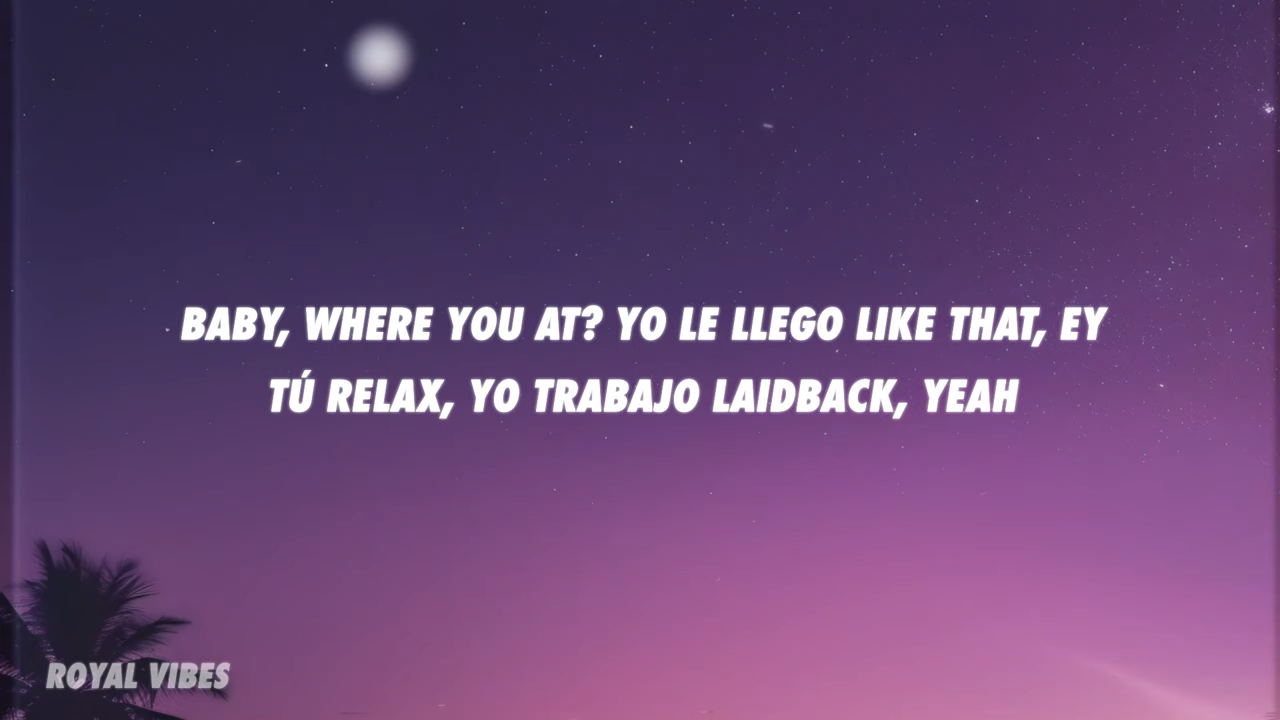 BABY, WHERE YOU AT? YO LE LLEGO LIKE THAT, EY
TÚ RELAX, YO TRABAJO LAIDBACK, YEAH
ROYAL VIBES